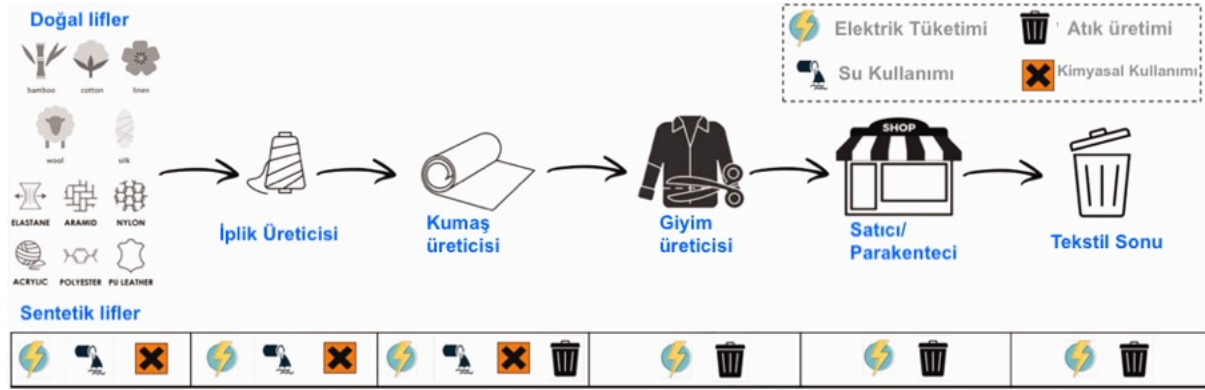 Doğal lifler
bamboo cotton linen
wool silk
ELASTANE ARAMID NYLON
ACRYLIC POLYESTER PU LEATHER
Sentetik lifler
İplik Üreticisi
Kumaş
üreticisi
Giyim
üreticisi
SHOP
Satıcı/
Parakenteci
Tekstil Sonu
Elektrik Tüketimi
Atık üretimi
Su Kullanımı
Kimyasal Kullanımı